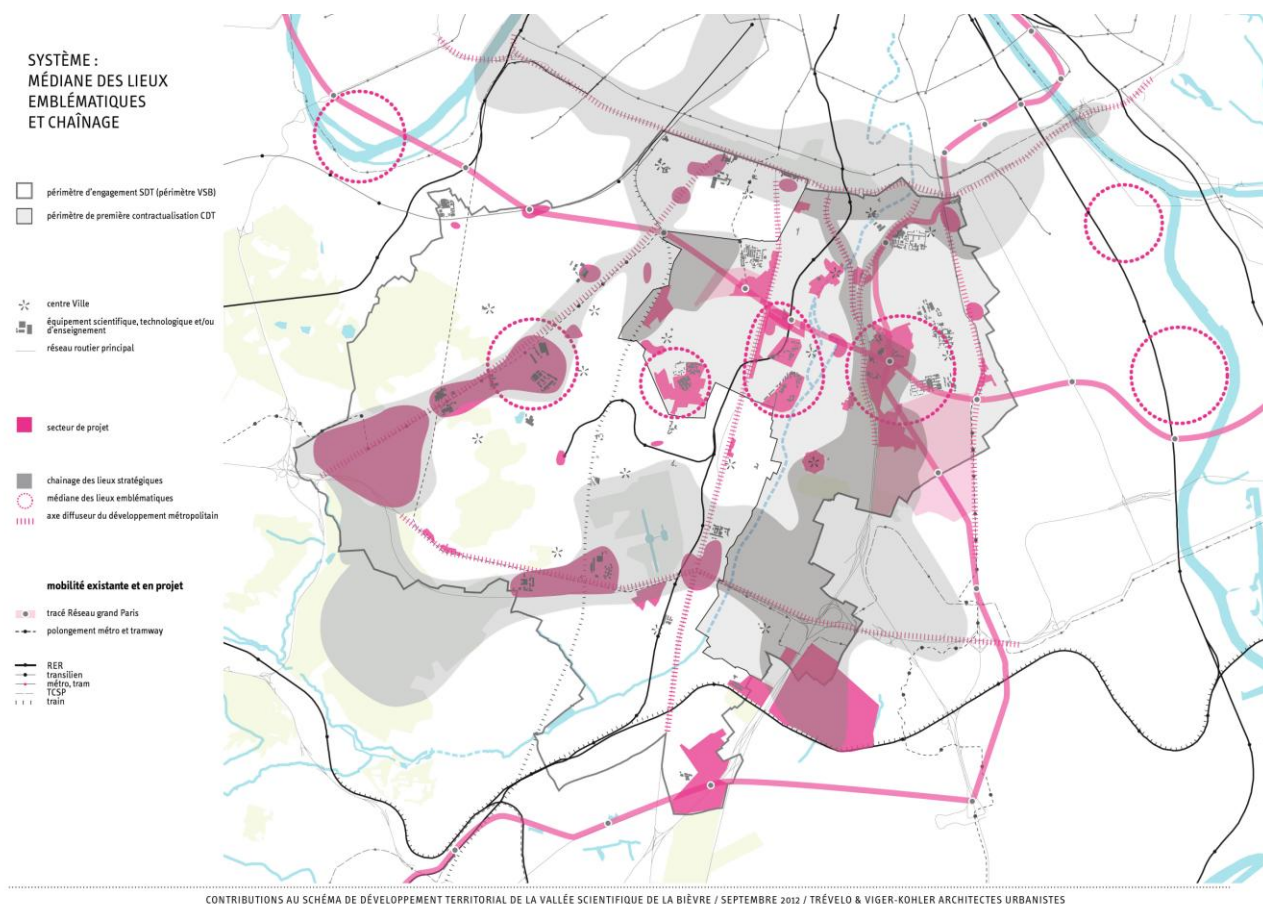 SYSTÈME :
MÉDIANE DES LIEUX
EMBLÉMATIQUES
ET CHAÎNAGE
périmètre d'engagement SDT (périmètre VSB)
périmètre de première contractualisation CDT
centre Ville
équipement scientifique, technologique et/ou
d'enseignement
réseau routier principal
secteur de projet
chainage des lieux stratégiques
médiane des lieux emblématiques
axe diffuseur du développement métropolitain
mobilité existante et en projet
tracé Réseau grand Paris
polongement métro et tramway
RER
transilien
métro, tram
TCSP
train
CONTRIBUTIONS AU SCHÉMA DE DÉVELOPPEMENT TERRITORIAL DE LA VALLÉE SCIENTIFIQUE DE LA BIÈVRE / SEPTEMBRE 2012 / TRÉVELO & VIGER-KOHLER ARCHITECTES URBANISTES